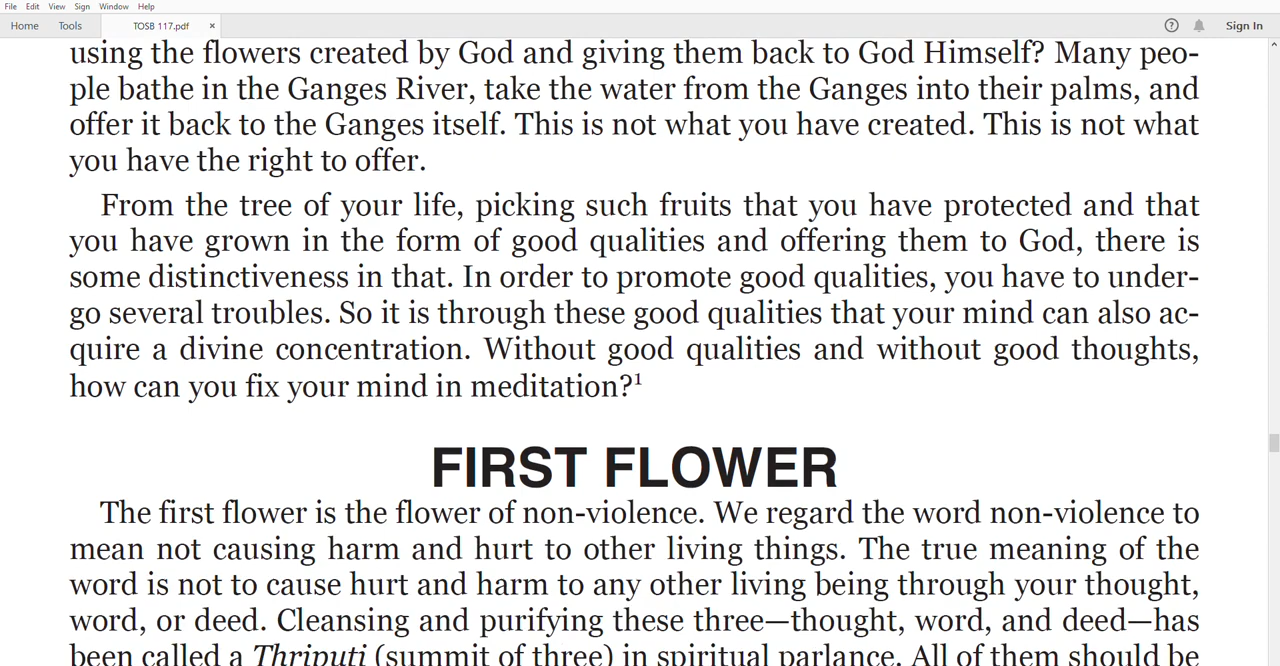 File Edit View Sign Window Help
Home Tools TOSB 117.pdf × ? Sign In
using the flowers created by God and giving them back to God Himself? Many peo-
ple bathe in the Ganges River, take the water from the Ganges into their palms, and
offer it back to the Ganges itself. This is not what you have created. This is not what
you have the right to offer.
From the tree of your life, picking such fruits that you have protected and that
you have grown in the form of good qualities and offering them to God, there is
some distinctiveness in that. In order to promote good qualities, you have to under-
go several troubles. So it is through these good qualities that your mind can also ac-
quire a divine concentration. Without good qualities and without good thoughts,
how can you fix your mind in meditation?¹
FIRST FLOWER
The first flower is the flower of non-violence. We regard the word non-violence to
mean not causing harm and hurt to other living things. The true meaning of the
word is not to cause hurt and harm to any other living being through your thought,
word, or deed. Cleansing and purifying these three—thought, word, and deed—has
been called a Thriputi (summit of three) in spiritual parlance. All of them should be